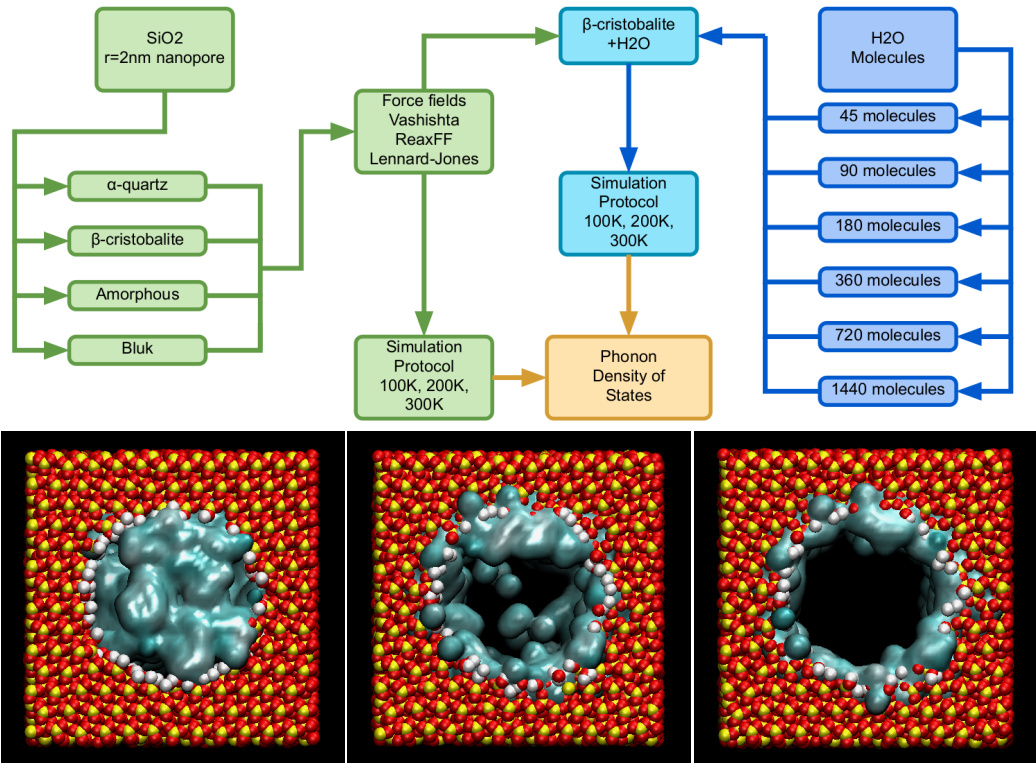 SiO2
r=2nm nanopore
α-quartz
β-cristobalite
Amorphous
Bluk
Force fields
Vashishta
ReaxFF
Lennard-Jones
Simulation
Protocol
100K, 200K,
300K
β-cristobalite
+H2O
Simulation
Protocol
100K, 200K,
300K
Phonon
Density of
States
H2O
Molecules
45 molecules
90 molecules
180 molecules
360 molecules
720 molecules
1440 molecules